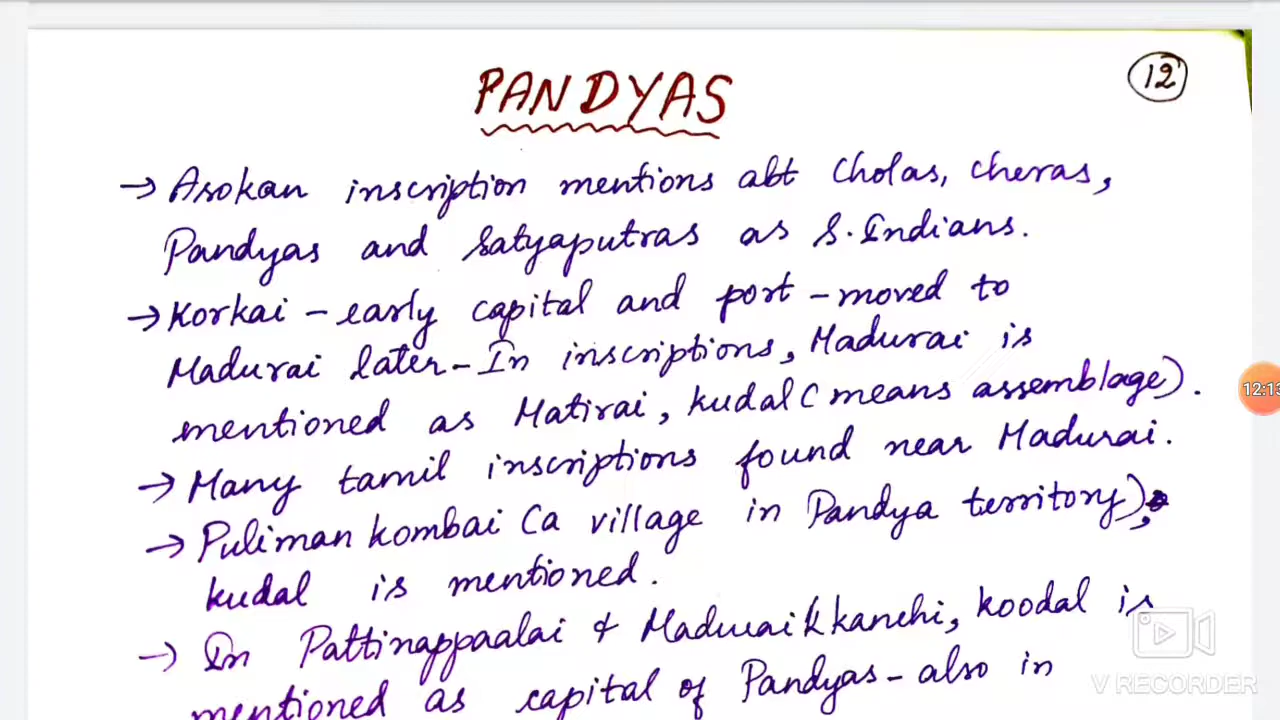 12
PANDYAS
→ Asokan inscription mentions abt Cholas, Cheras,
Pandyas and Satyaputras as S. Indians.
→ Korkai - early capital and port - moved to
Madurai later - In inscriptions, Madurai is
mentioned as Matirai, kudal (means assemblage).
→ Many tamil inscriptions found near Madurai.
→ Puliman kombai (a village in Pandya territory),
kudal is mentioned.
→ In Pattinappaalai & Maduraikkanchi, koodal is
mentioned as capital of Pandyas - also in
12:13
V RECORDER